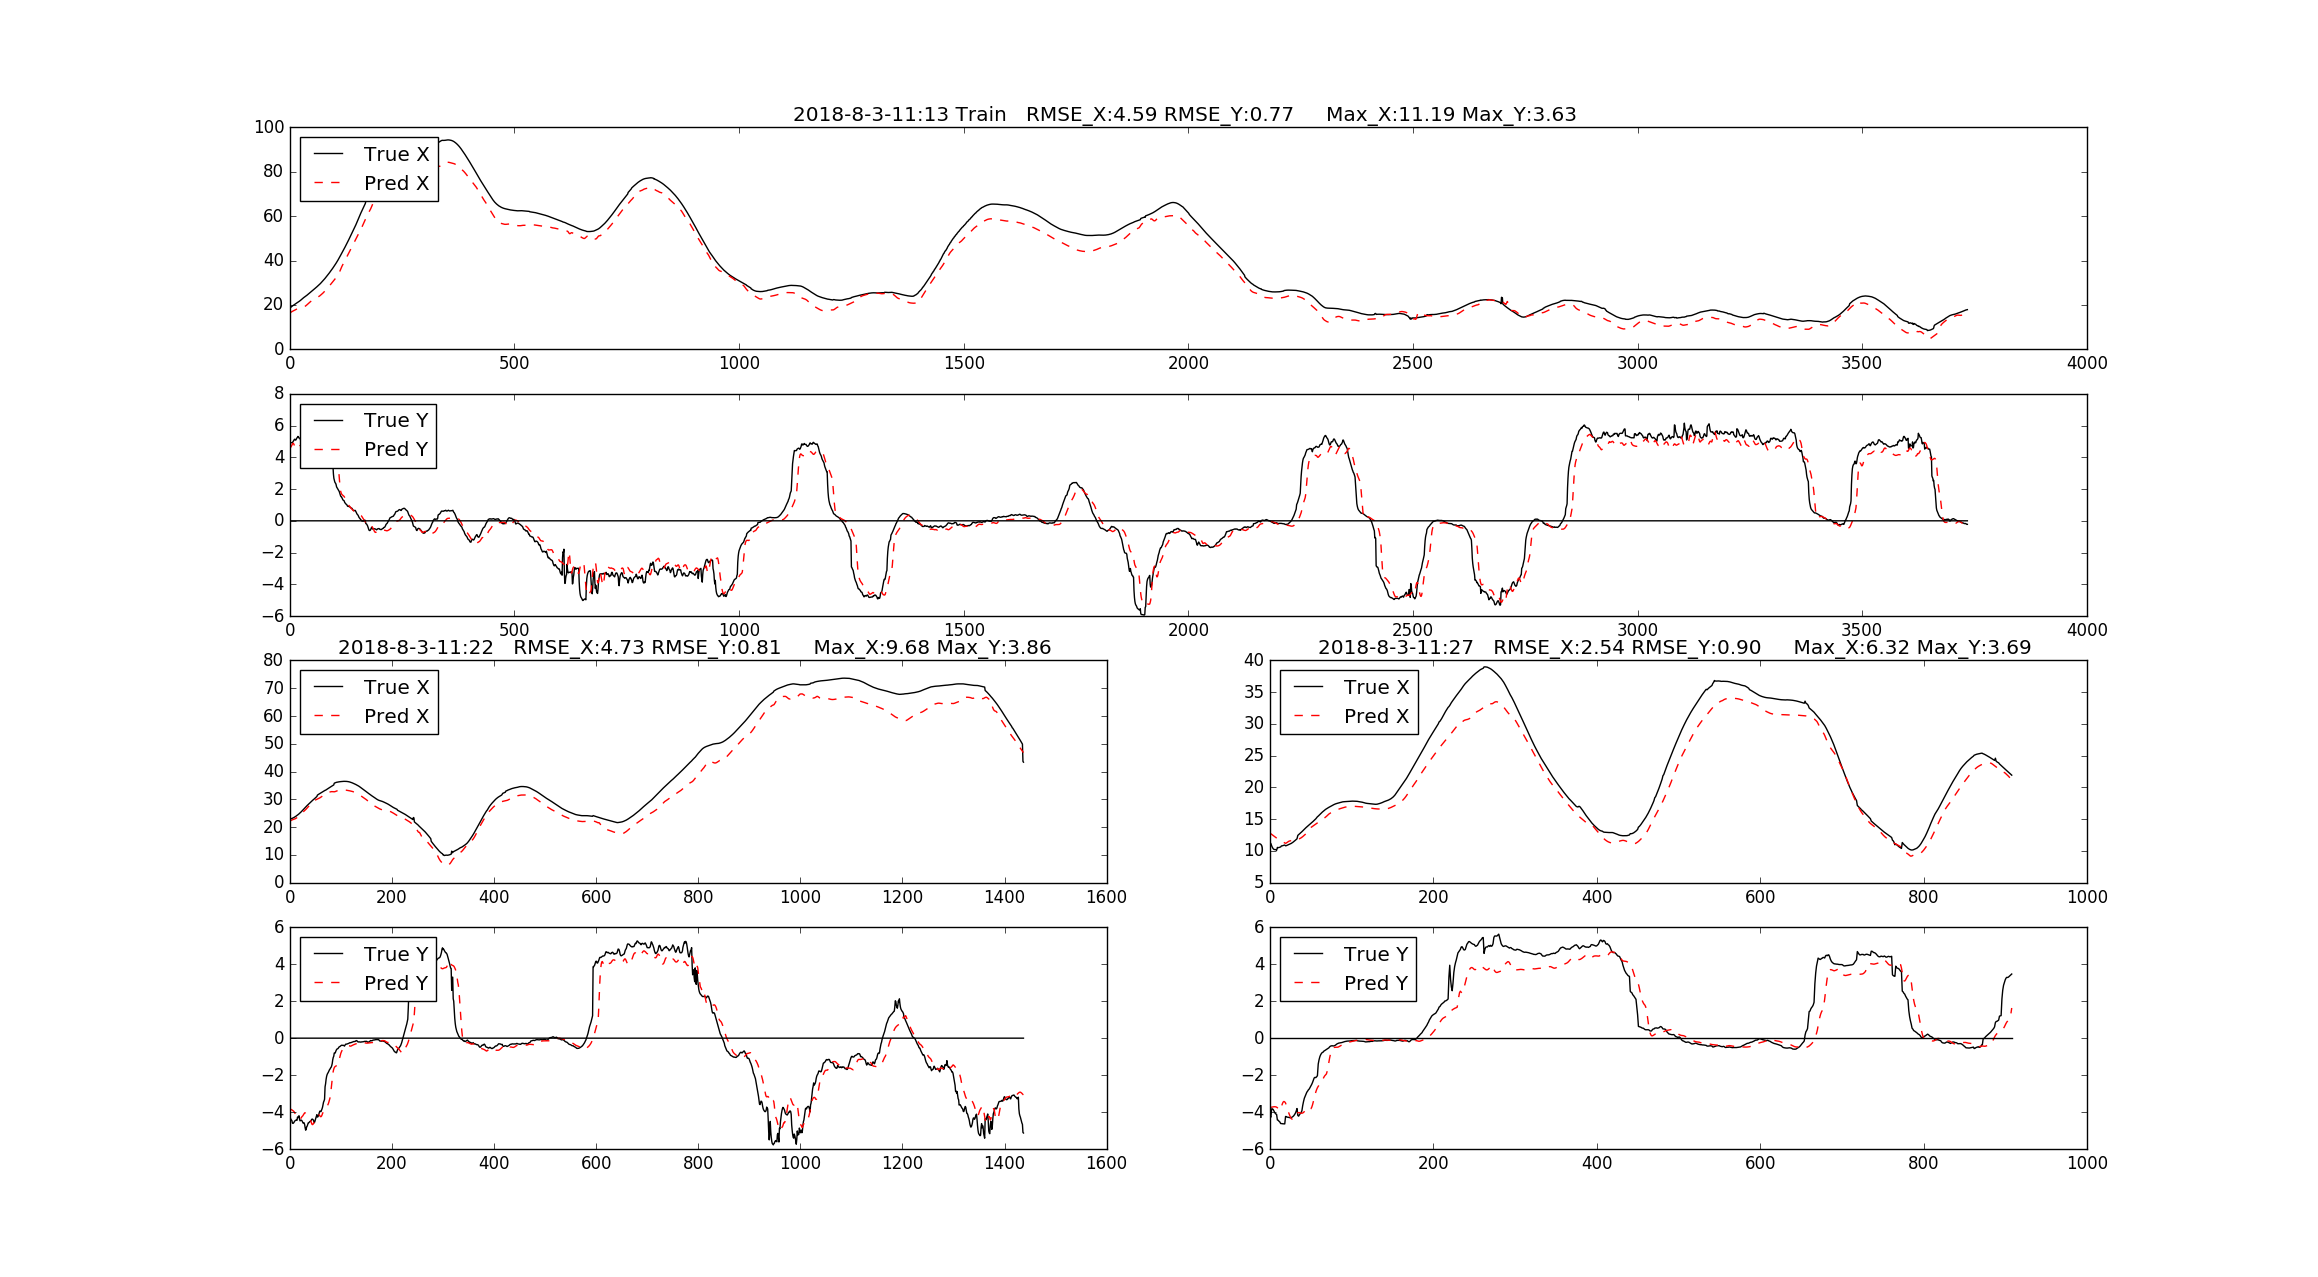 2018-8-3-11:13 Train   RMSE_X:4.59 RMSE_Y:0.77     Max_X:11.19 Max_Y:3.63
100
80
60
40
20
0
True X
Pred X
0 500 1000 1500 2000 2500 3000 3500 4000
8
6
4
2
0
−2
−4
−6
True Y
Pred Y
0 500 1000 1500 2000 2500 3000 3500 4000
2018-8-3-11:22   RMSE_X:4.73 RMSE_Y:0.81     Max_X:9.68 Max_Y:3.86
80
70
60
50
40
30
20
10
0
True X
Pred X
0 200 400 600 800 1000 1200 1400 1600
2018-8-3-11:27   RMSE_X:2.54 RMSE_Y:0.90     Max_X:6.32 Max_Y:3.69
40
35
30
25
20
15
10
5
True X
Pred X
0 200 400 600 800 1000
6
4
2
0
−2
−4
−6
True Y
Pred Y
0 200 400 600 800 1000 1200 1400 1600
6
4
2
0
−2
−4
−6
True Y
Pred Y
0 200 400 600 800 1000